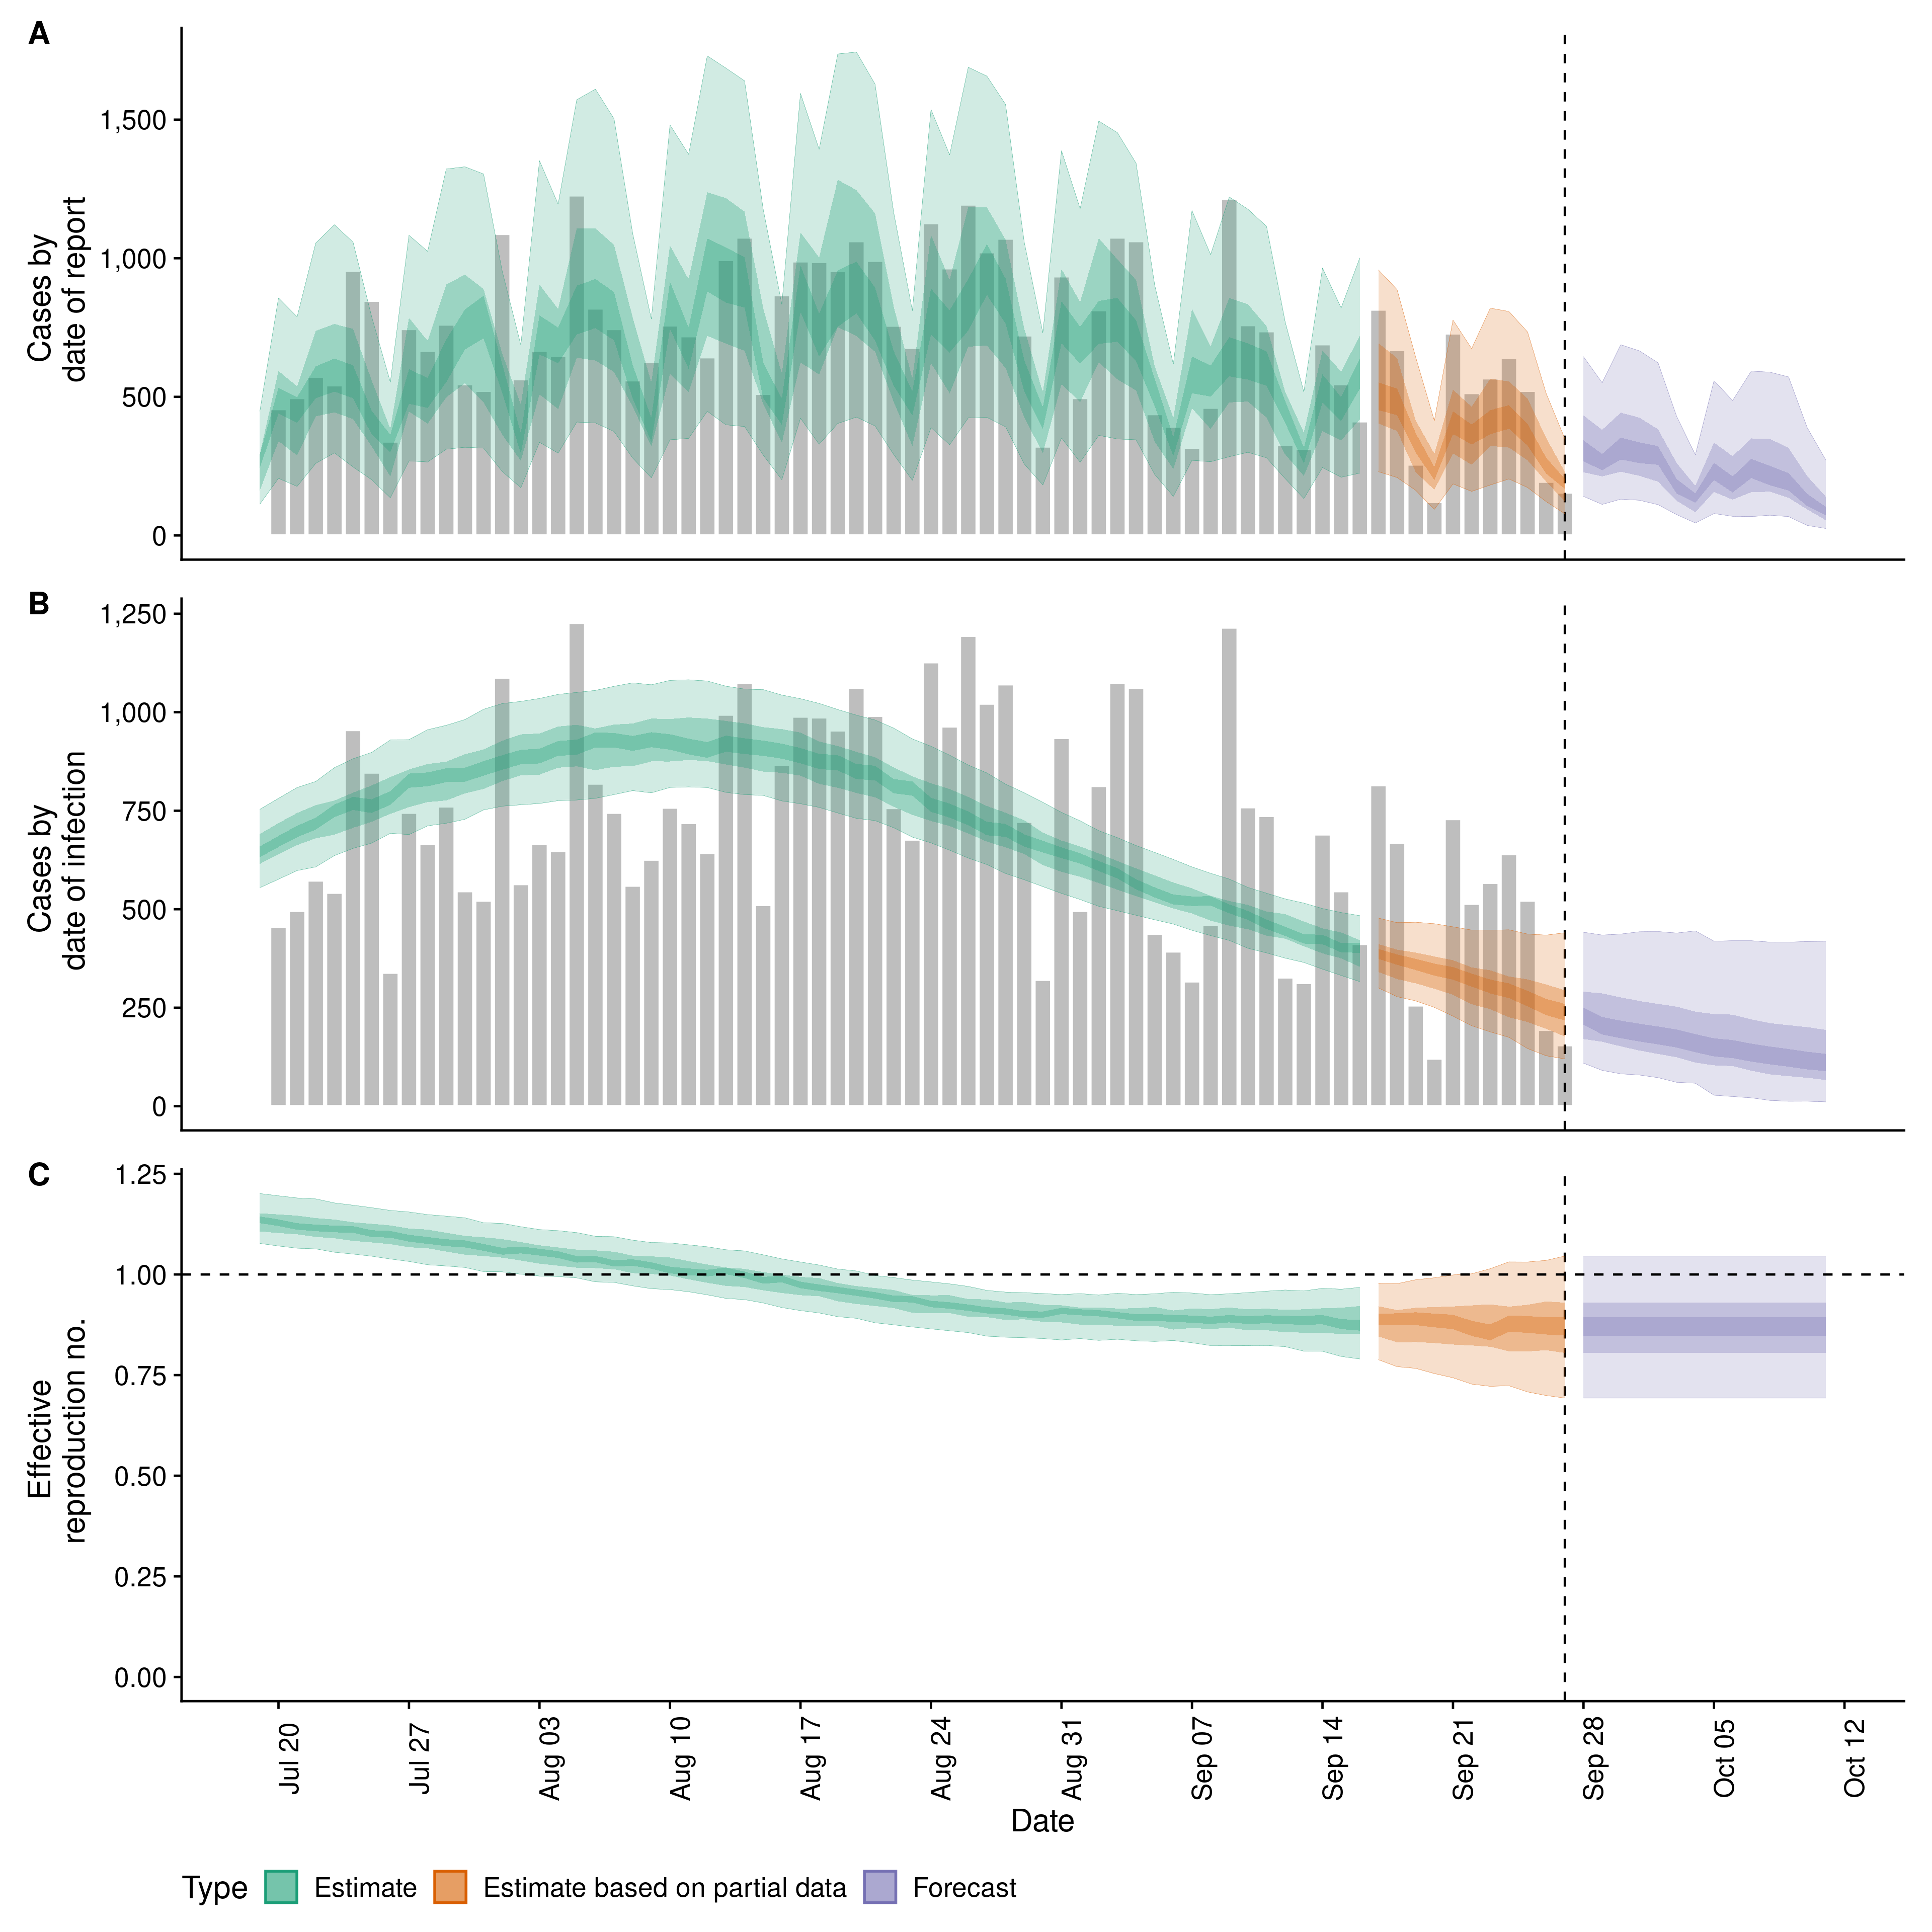 A
Cases by
date of report
1,500
1,000
500
0
B
Cases by
date of infection
1,250
1,000
750
500
250
0
C
Effective
reproduction no.
1.25
1.00
0.75
0.50
0.25
0.00
Jul 20
Jul 27
Aug 03
Aug 10
Aug 17
Aug 24
Aug 31
Sep 07
Sep 14
Sep 21
Sep 28
Oct 05
Oct 12
Date
Type Estimate Estimate based on partial data Forecast